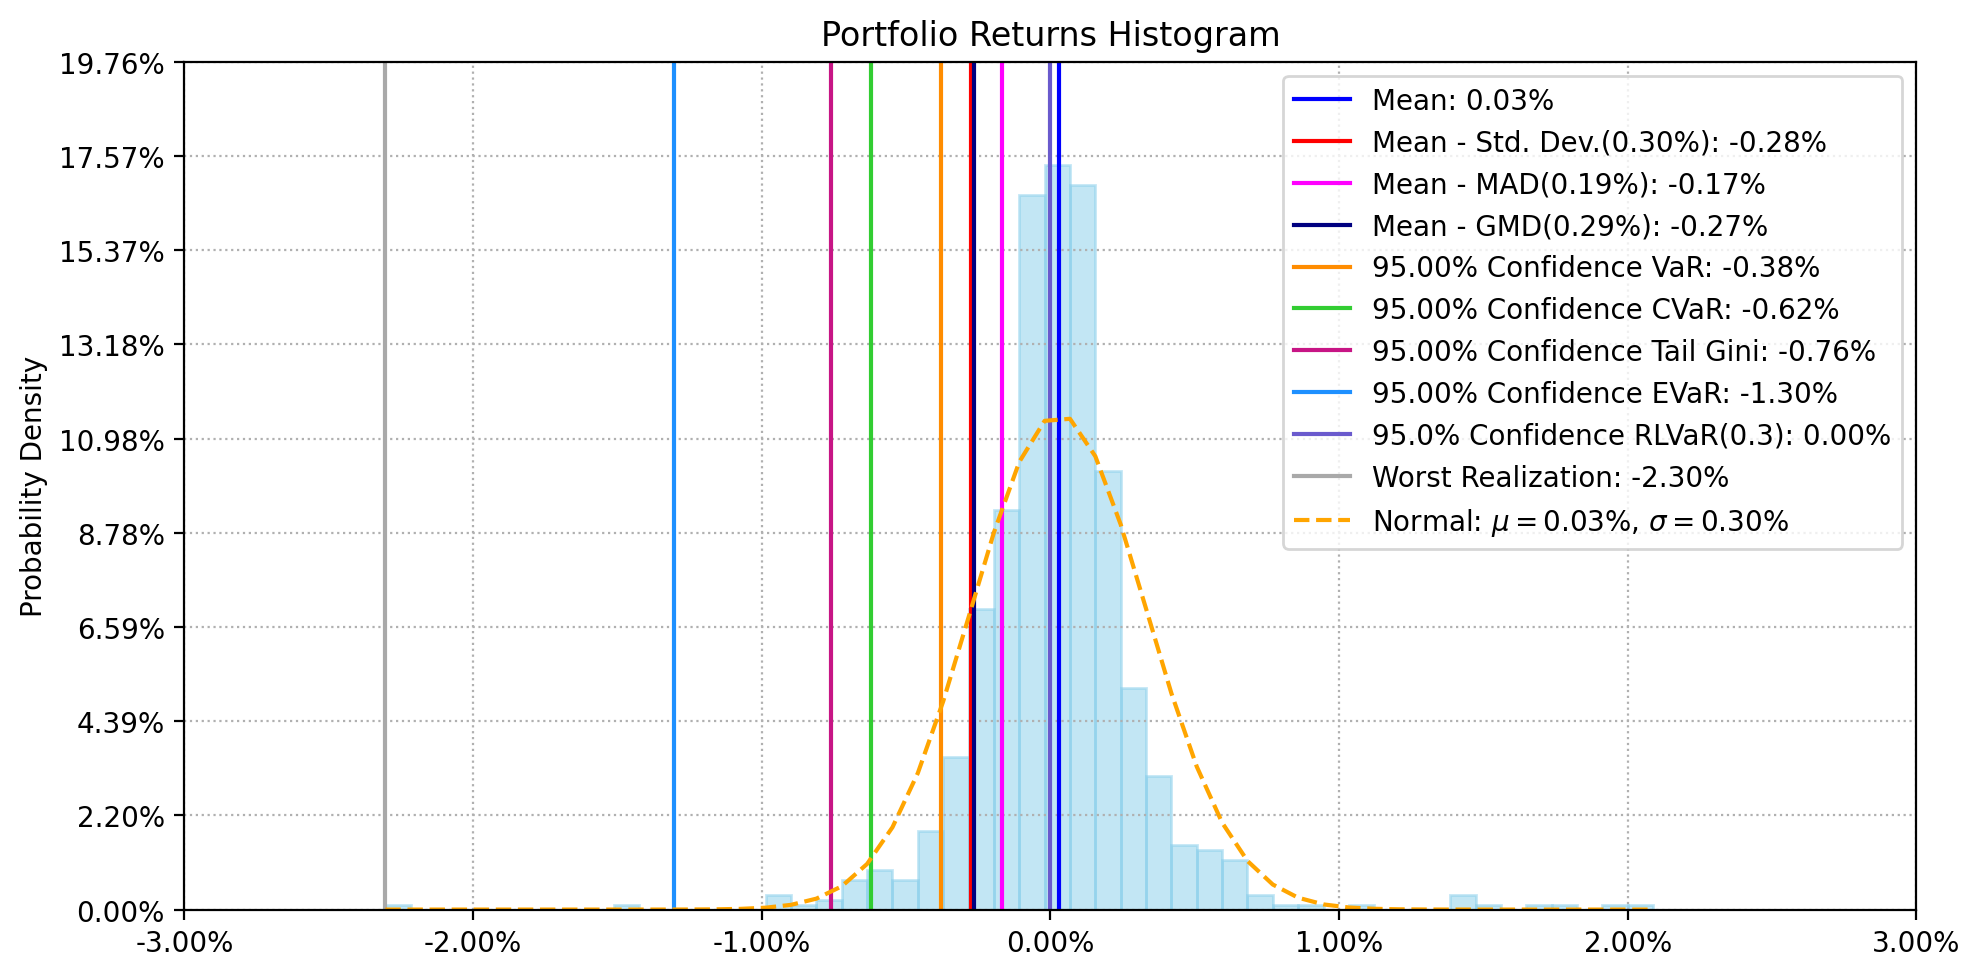 Portfolio Returns Histogram
19.76%
17.57%
15.37%
13.18%
10.98%
8.78%
6.59%
4.39%
2.20%
0.00%
Probability Density
Mean: 0.03%
Mean - Std. Dev.(0.30%): -0.28%
Mean - MAD(0.19%): -0.17%
Mean - GMD(0.29%): -0.27%
95.00% Confidence VaR: -0.38%
95.00% Confidence CVaR: -0.62%
95.00% Confidence Tail Gini: -0.76%
95.00% Confidence EVaR: -1.30%
95.0% Confidence RLVaR(0.3): 0.00%
Worst Realization: -2.30%
Normal: μ = 0.03%, σ = 0.30%
-3.00% -2.00% -1.00% 0.00% 1.00% 2.00% 3.00%